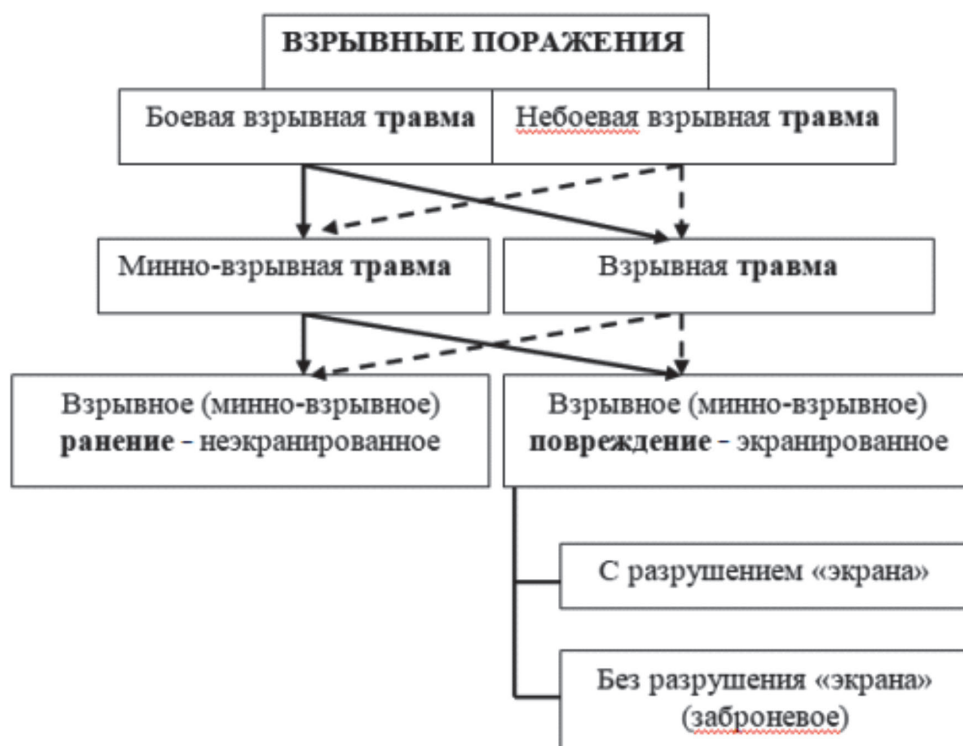 ВЗРЫВНЫЕ ПОРАЖЕНИЯ
Боевая взрывная травма
Небоевая взрывная травма
Минно-взрывная травма
Взрывная травма
Взрывное (минно-взрывное)
ранение - неэкранированное
Взрывное (минно-взрывное)
повреждение - экранированное
С разрушением «экрана»
Без разрушения «экрана»
(заброневое)